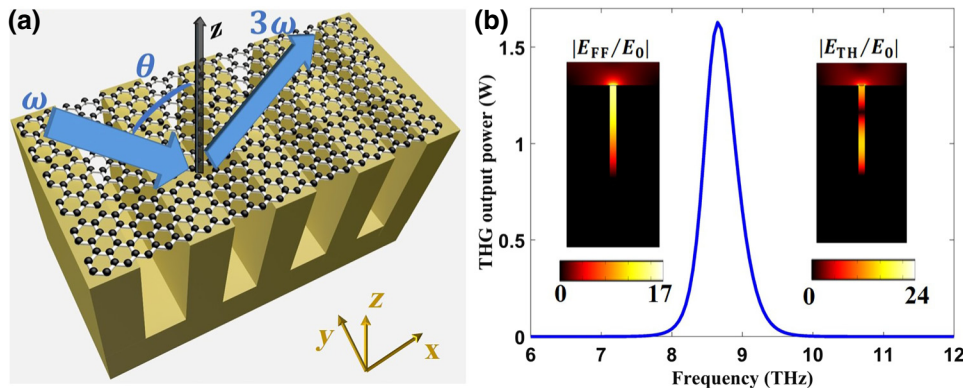 (a)
z
3ω
θ
ω
z
y
x
(b)
THG output power (W)
1.5
1
0.5
0
|E_FF/E_0|
|E_TH/E_0|
0 17
0 24
6 7 8 9 10 11 12
Frequency (THz)